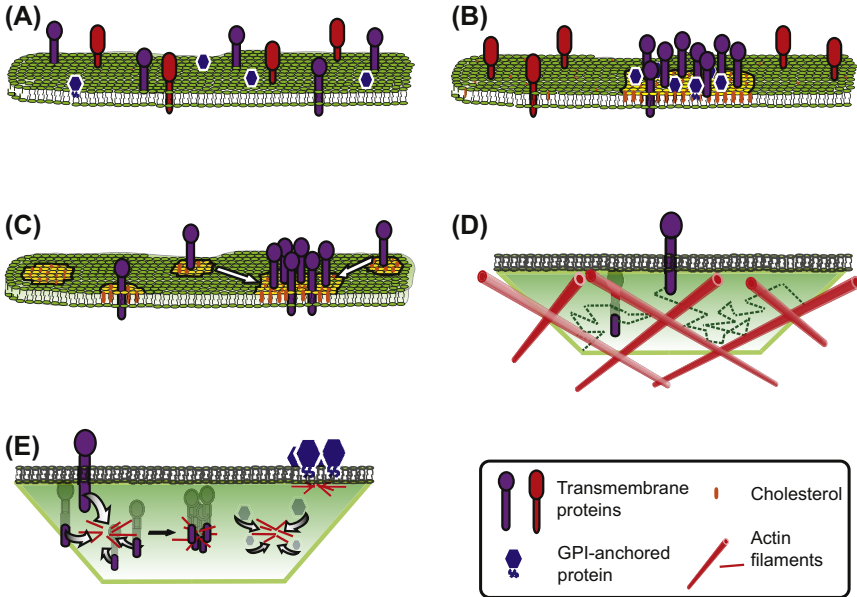 (A)
(B)
(C)
(D)
(E)
Transmembrane
proteins
Cholesterol
GPI-anchored
protein
Actin
filaments